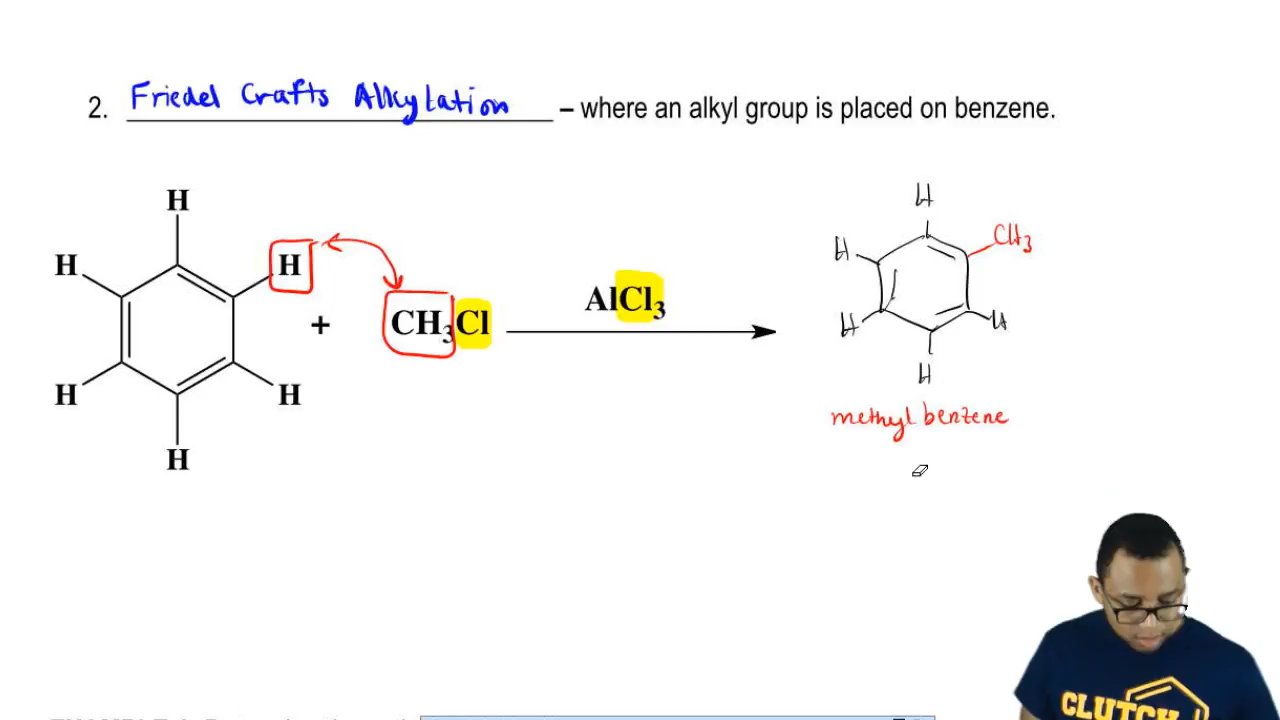 2. Friedel Crafts Alkylation – where an alkyl group is placed on benzene.
H
H
H
H
H
H
+
CH3Cl
AlCl3
H
H
CH3
H
H
H
methyl benzene
CLUTCH